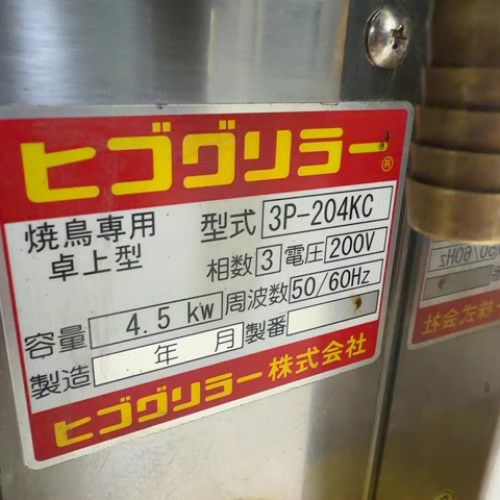 ヒゴグリラー®
焼鳥専用 型式 3P-204KC
卓上型 相数 3 電圧 200V
容量 4.5 kw 周波数 50/60Hz
製造 年 月 製番
ヒゴグリラー株式会社